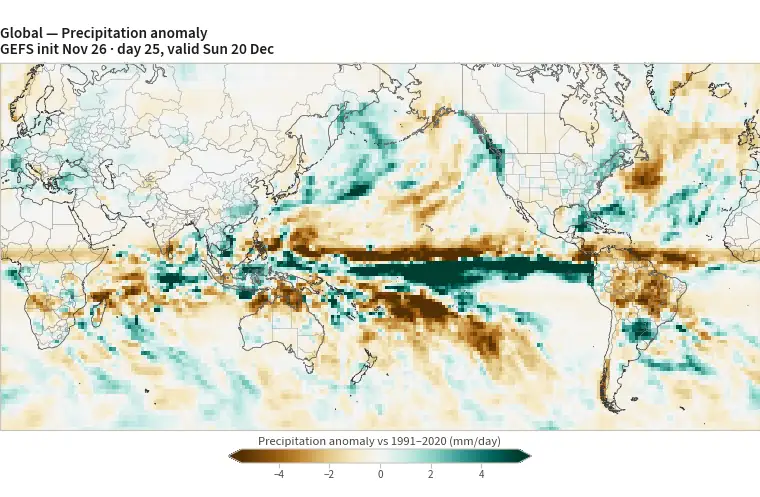 Global — Precipitation anomaly
GEFS init Nov 26 · day 25, valid Sun 20 Dec
Precipitation anomaly vs 1991–2020 (mm/day)
−4 −2 0 2 4